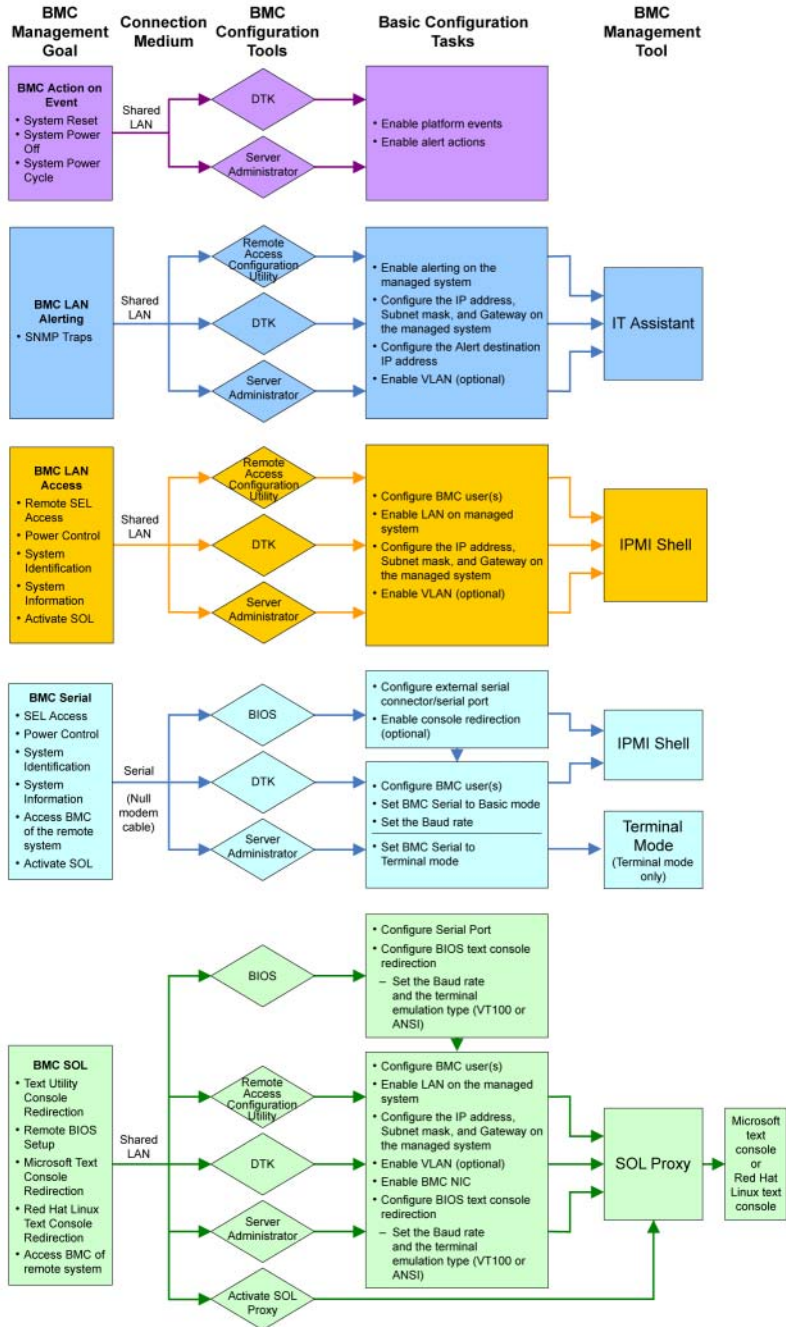 BMC
Management
Goal
Connection
Medium
BMC
Configuration
Tools
Basic Configuration
Tasks
BMC
Management
Tool
BMC Action on
Event
• System Reset
• System Power
Off
• System Power
Cycle
Shared
LAN
DTK
Server
Administrator
• Enable platform events
• Enable alert actions
BMC LAN
Alerting
• SNMP Traps
Shared
LAN
Remote
Access
Configuration
Utility
DTK
Server
Administrator
• Enable alerting on the
managed system
• Configure the IP address,
Subnet mask, and Gateway on
the managed system
• Configure the Alert destination
IP address
• Enable VLAN (optional)
IT Assistant
BMC LAN
Access
• Remote SEL
Access
• Power Control
• System
Identification
• System
Information
• Activate SOL
Shared
LAN
Remote
Access
Configuration
Utility
DTK
Server
Administrator
• Configure BMC user(s)
• Enable LAN on managed
system
• Configure the IP address,
Subnet mask, and Gateway on
the managed system
• Enable VLAN (optional)
IPMI Shell
BMC Serial
• SEL Access
• Power Control
• System
Identification
• System
Information
• Access BMC
of the remote
system
• Activate SOL
Serial
(Null
modem
cable)
BIOS
DTK
Server
Administrator
• Configure external serial
connector/serial port
• Enable console redirection
(optional)
• Configure BMC user(s)
• Set BMC Serial to Basic mode
• Set the Baud rate
• Set BMC Serial to
Terminal mode
IPMI Shell
Terminal
Mode
(Terminal mode
only)
BMC SOL
• Text Utility
Console
Redirection
• Remote BIOS
Setup
• Microsoft Text
Console
Redirection
• Red Hat Linux
Text Console
Redirection
• Access BMC of
remote system
Shared
LAN
BIOS
Remote
Access
Configuration
Utility
DTK
Server
Administrator
Activate SOL
Proxy
• Configure Serial Port
• Configure BIOS text console
redirection
– Set the Baud rate
and the terminal
emulation type (VT100 or
ANSI)
• Configure BMC user(s)
• Enable LAN on the managed
system
• Configure the IP address,
Subnet mask, and Gateway on
the managed system
• Enable VLAN (optional)
• Enable BMC NIC
• Configure BIOS text console
redirection
– Set the Baud rate
and the terminal
emulation type (VT100 or
ANSI)
SOL Proxy
Microsoft
text
console
or
Red Hat
Linux text
console